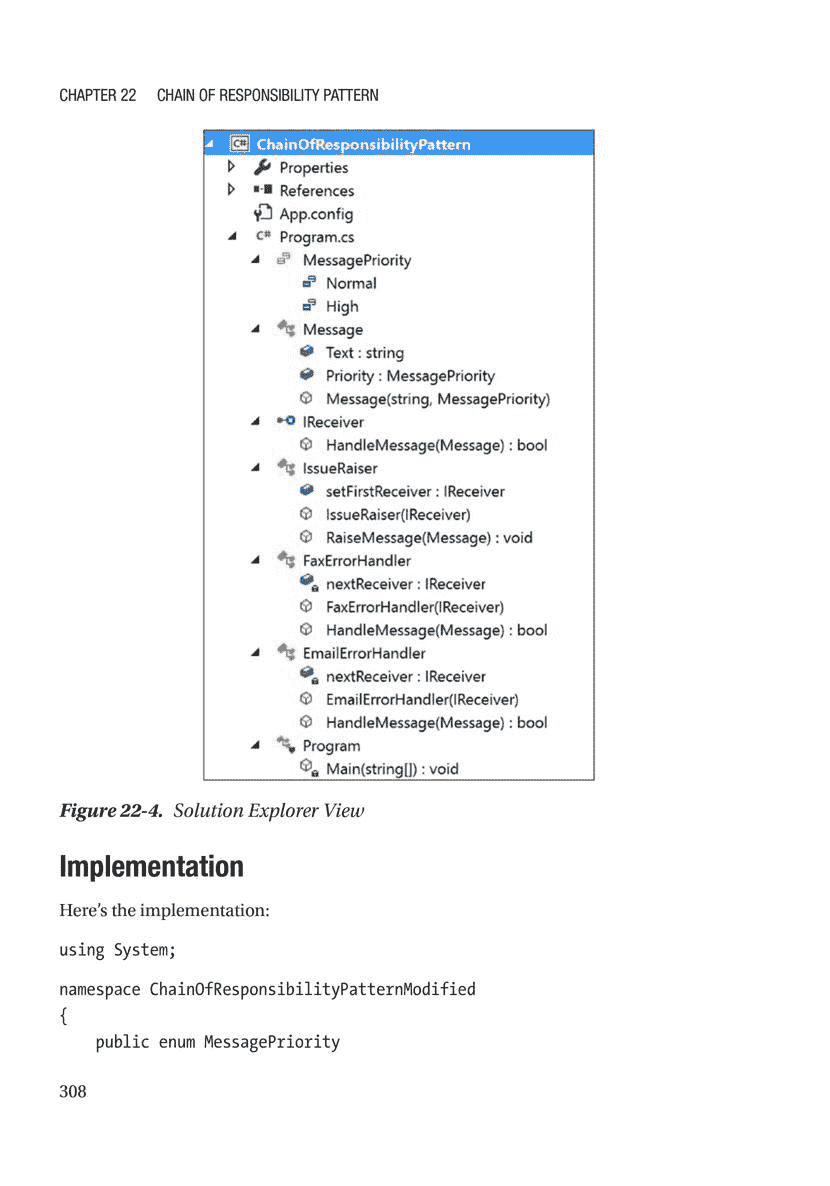 CHAPTER 22 CHAIN OF RESPONSIBILITY PATTERN
C# ChainOfResponsibilityPattern
Properties
References
App.config
C# Program.cs
MessagePriority
Normal
High
Message
Text : string
Priority : MessagePriority
Message(string, MessagePriority)
IReceiver
HandleMessage(Message) : bool
IssueRaiser
setFirstReceiver : IReceiver
IssueRaiser(IReceiver)
RaiseMessage(Message) : void
FaxErrorHandler
nextReceiver : IReceiver
FaxErrorHandler(IReceiver)
HandleMessage(Message) : bool
EmailErrorHandler
nextReceiver : IReceiver
EmailErrorHandler(IReceiver)
HandleMessage(Message) : bool
Program
Main(string[]) : void
Figure 22-4. Solution Explorer View
Implementation
Here’s the implementation:
using System;
namespace ChainOfResponsibilityPatternModified
{
public enum MessagePriority
308